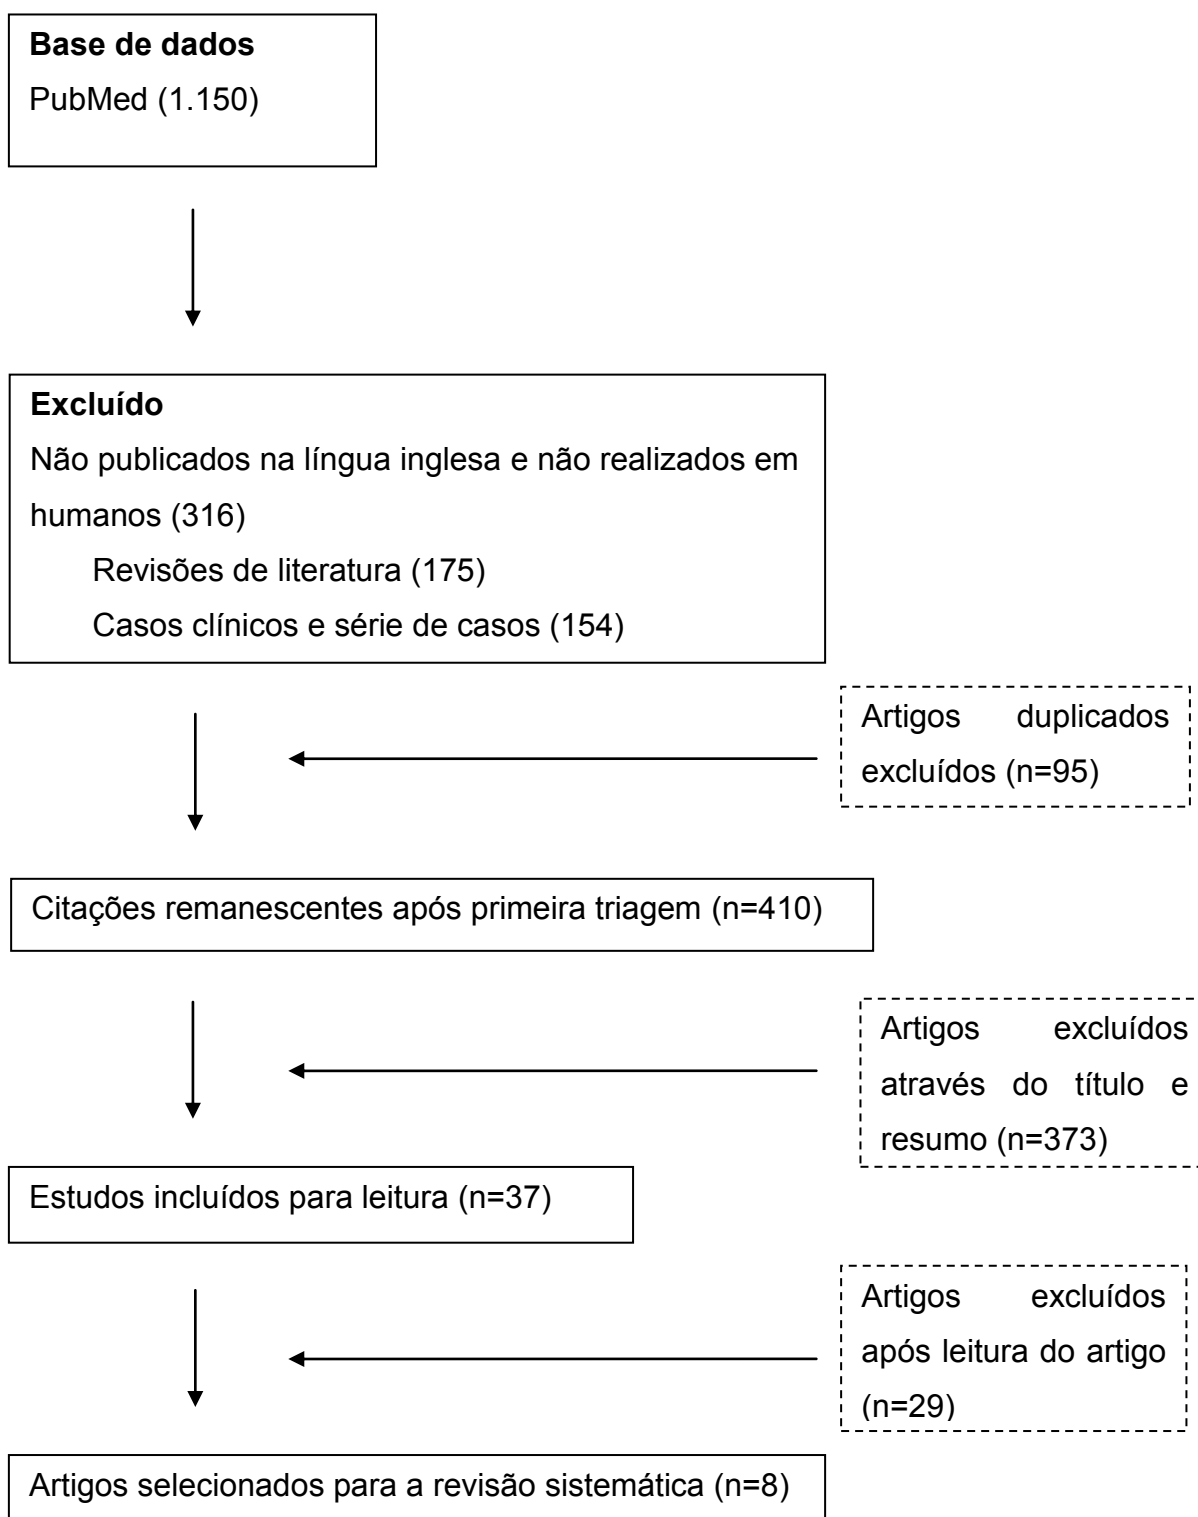 Base de dados
PubMed (1.150)
Excluído
Não publicados na língua inglesa e não realizados em
humanos (316)
Revisões de literatura (175)
Casos clínicos e série de casos (154)
Artigos duplicados
excluídos (n=95)
Citações remanescentes após primeira triagem (n=410)
Artigos excluídos
através do título e
resumo (n=373)
Estudos incluídos para leitura (n=37)
Artigos excluídos
após leitura do artigo
(n=29)
Artigos selecionados para a revisão sistemática (n=8)